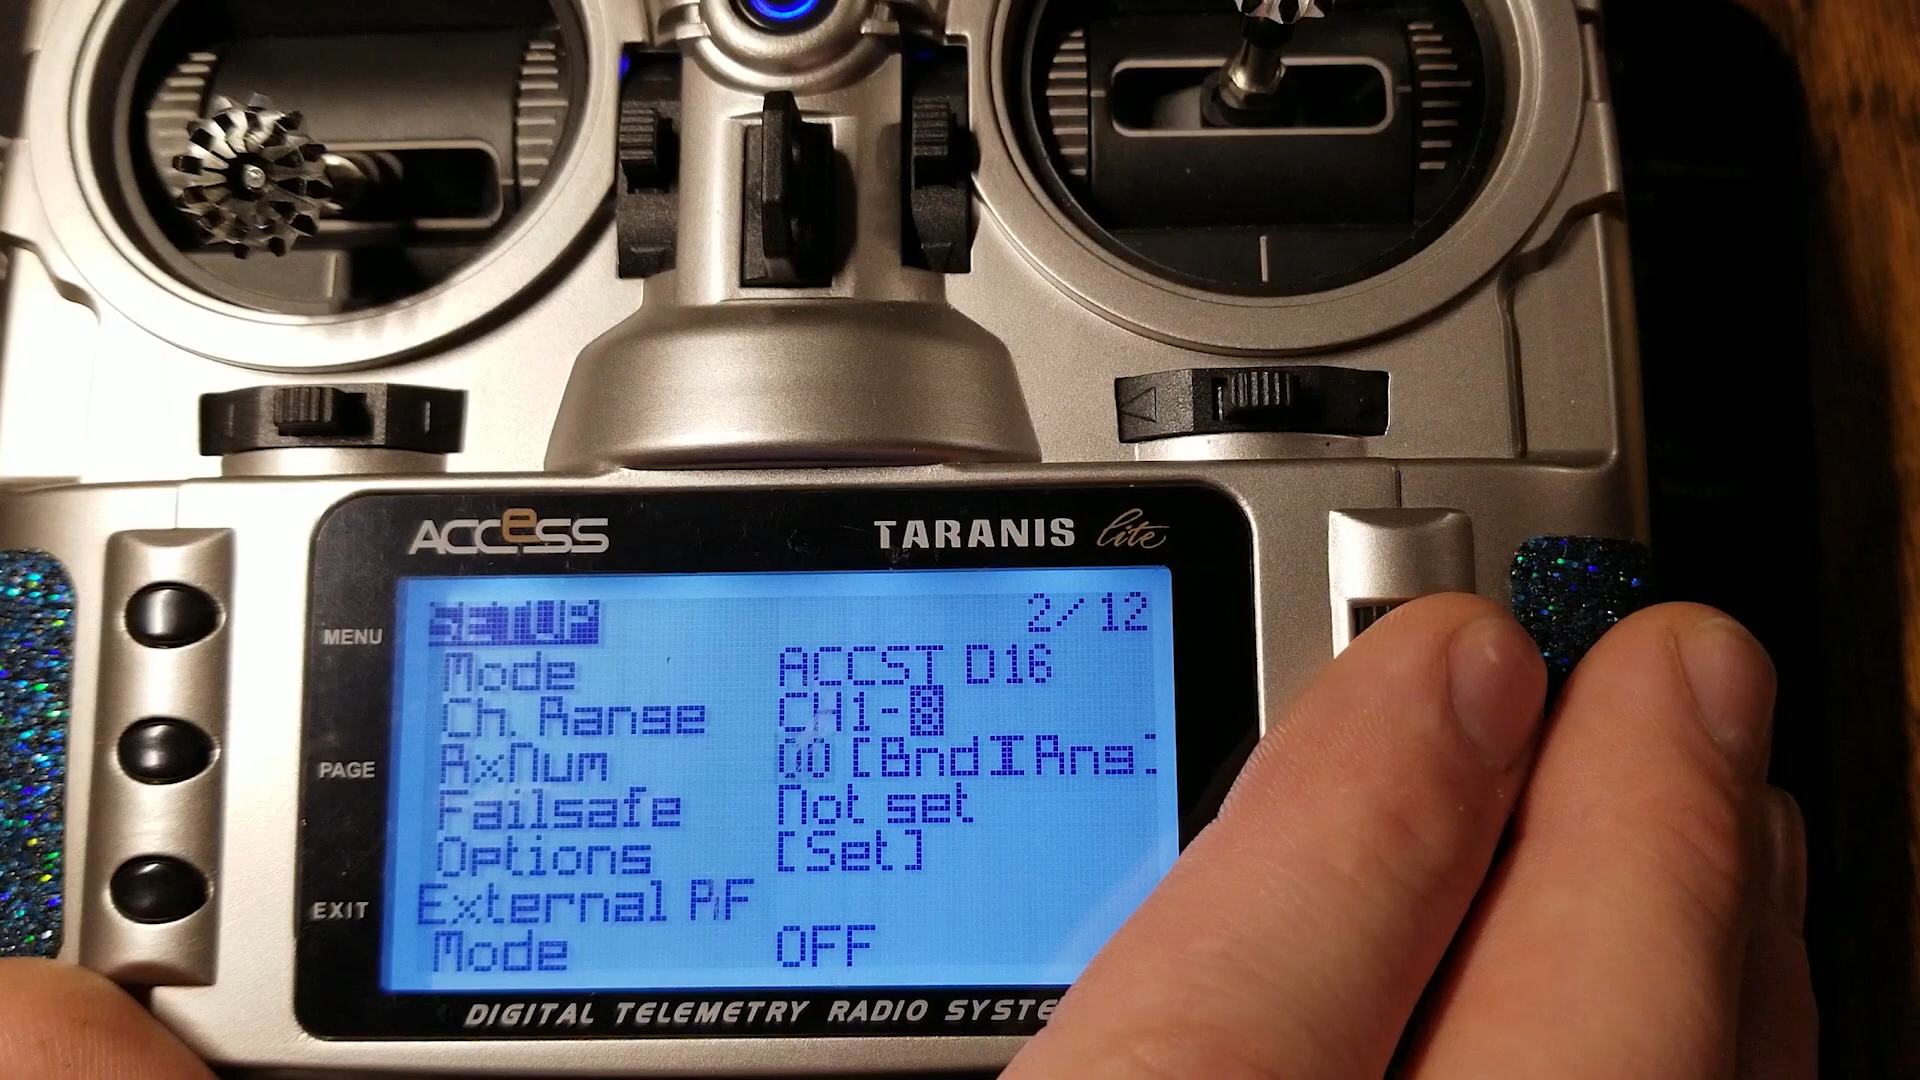 ACCeSS TARANIS lite
SETUP 2/12
Mode ACCST D16
Ch. Range CH1-8
MENU
RxNum 00 [Bnd] [Rng]
PAGE
Failsafe Not set
Options [Set]
EXIT
External RF
Mode OFF
DIGITAL TELEMETRY RADIO